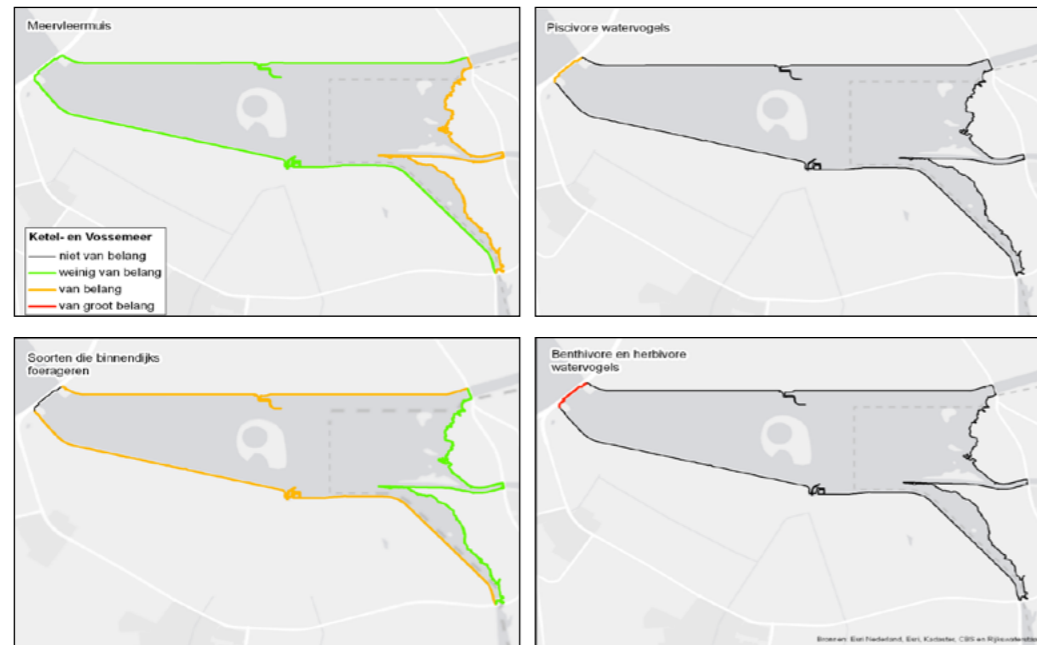 Meervleermuis
Piscivore watervogels
Ketel- en Vossemeer
niet van belang
weinig van belang
van belang
van groot belang
Soorten die binnendijks
foerageren
Benthivore en herbivore
watervogels
Bronnen: Esri Nederland, Esri, Kadaster, CBS en Rijkswaterstaat